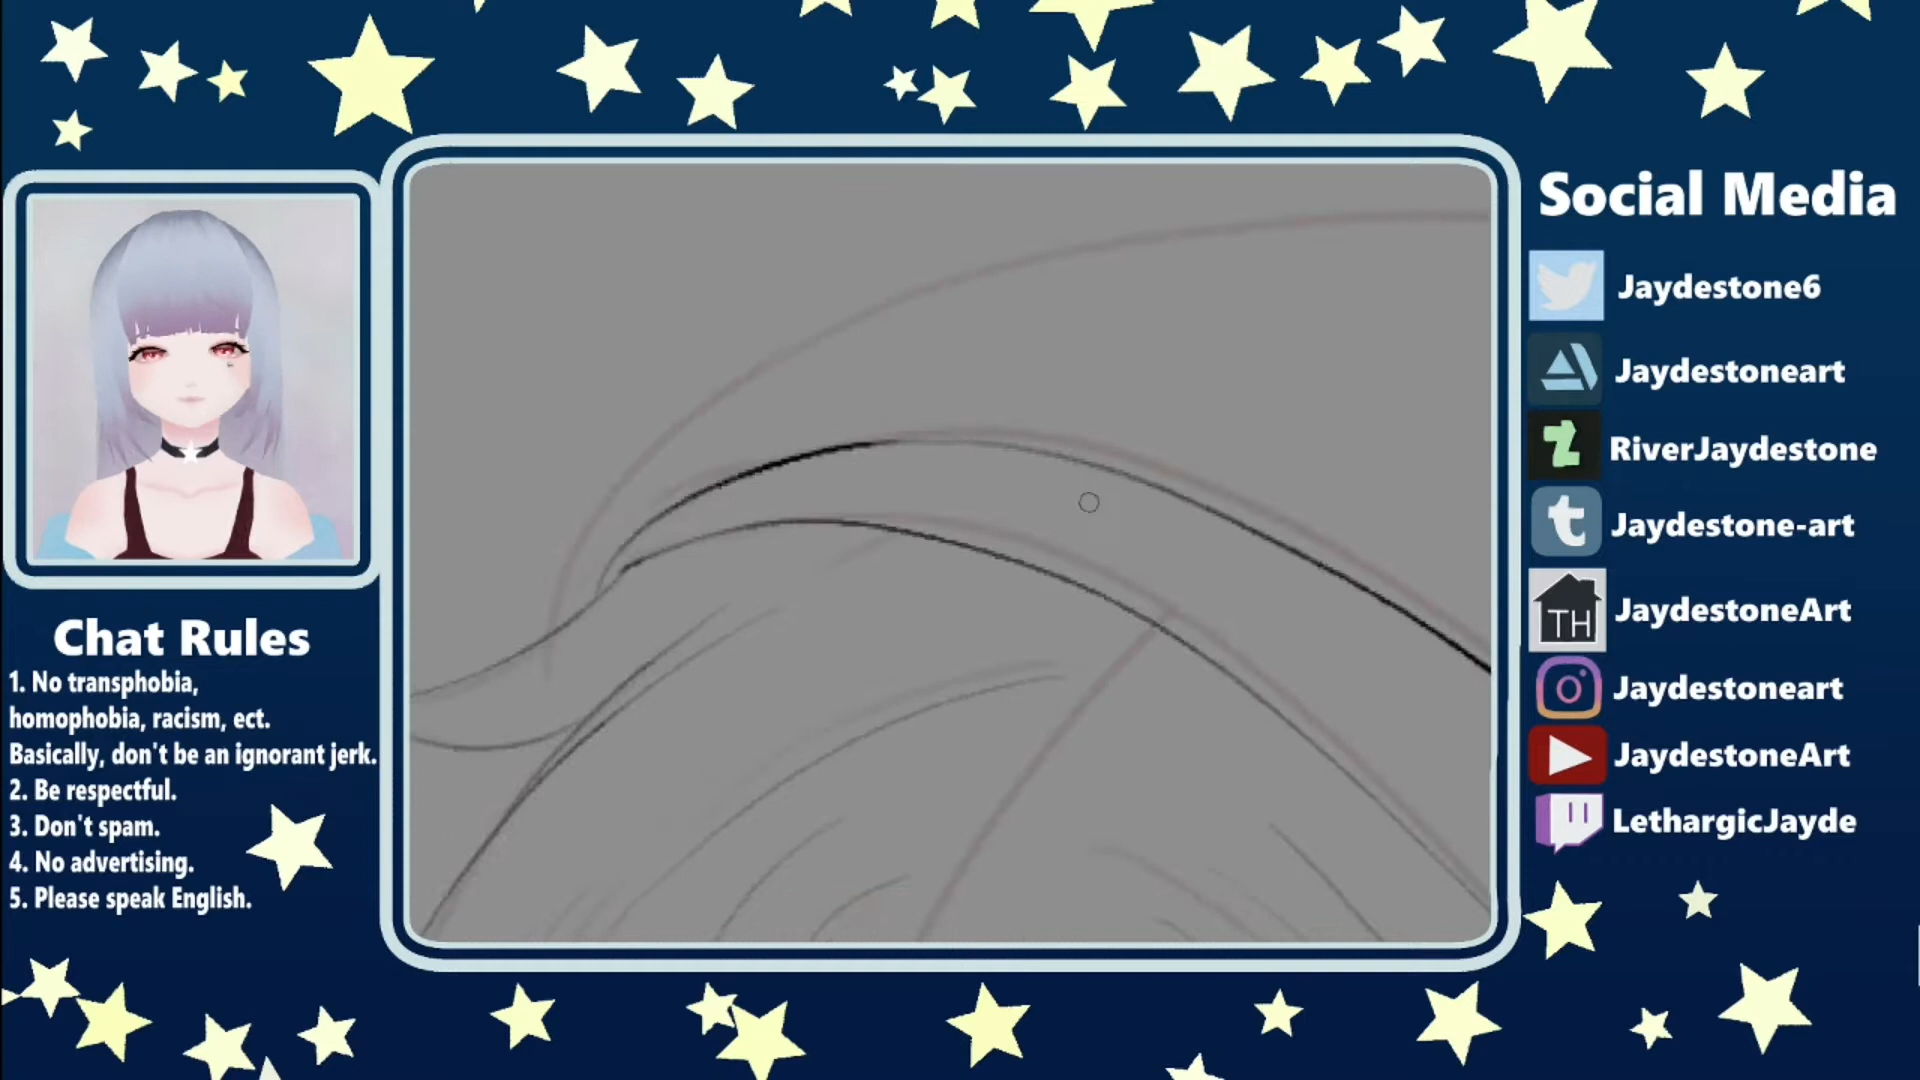 Social Media
Jaydestone6
Jaydestoneart
RiverJaydestone
t
Jaydestone-art
TH
JaydestoneArt
Jaydestoneart
JaydestoneArt
LethargicJayde
Chat Rules
1. No transphobia,
homophobia, racism, ect.
Basically, don't be an ignorant jerk.
2. Be respectful.
3. Don't spam.
4. No advertising.
5. Please speak English.